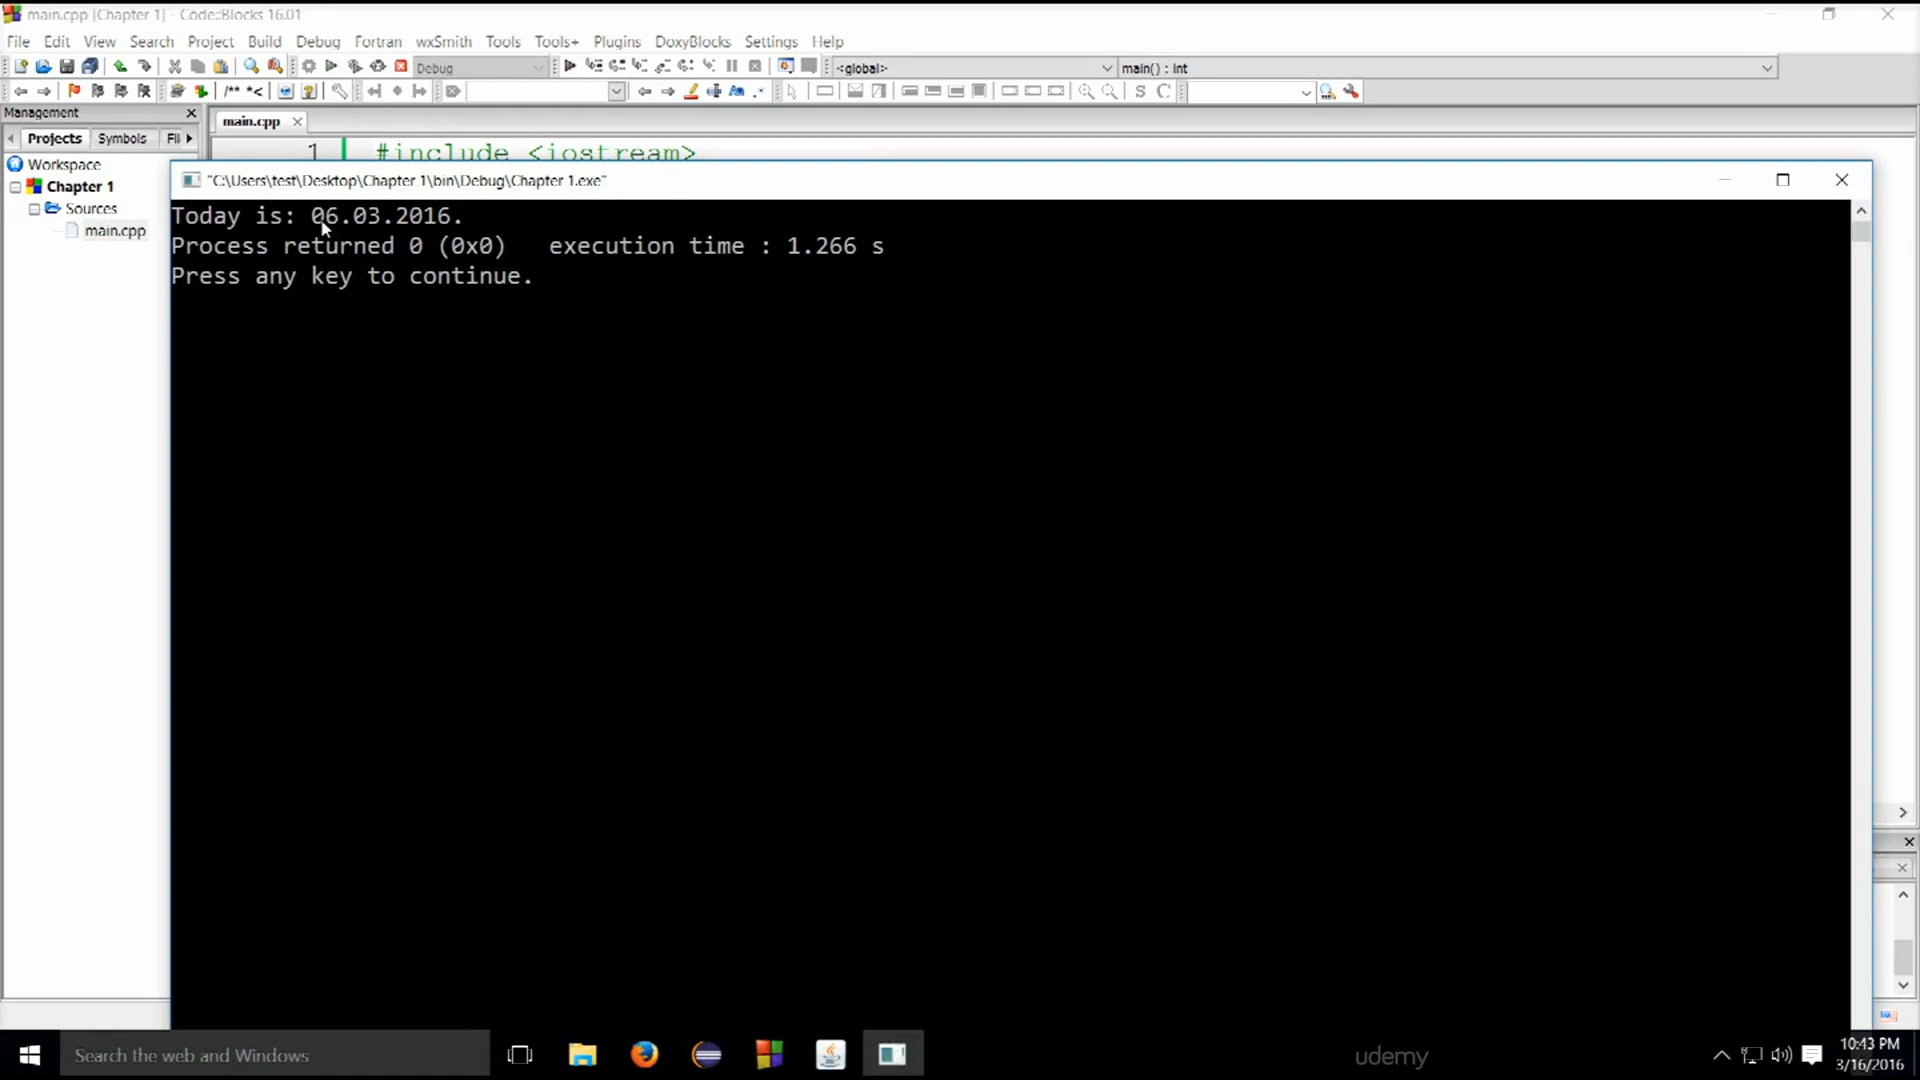 main.cpp [Chapter 1] - Code::Blocks 16.01
File Edit View Search Project Build Debug Fortran wxSmith Tools Tools+ Plugins DoxyBlocks Settings Help
Debug <global> main() : int
/** *<
S C
Management
main.cpp
Projects Symbols Fil
1 #include <iostream>
Workspace
Chapter 1
Sources
main.cpp
"C:\Users\test\Desktop\Chapter 1\bin\Debug\Chapter 1.exe"
Today is: 06.03.2016.
Process returned 0 (0x0)   execution time : 1.266 s
Press any key to continue.
Search the web and Windows
udemy
10:43 PM
3/16/2016